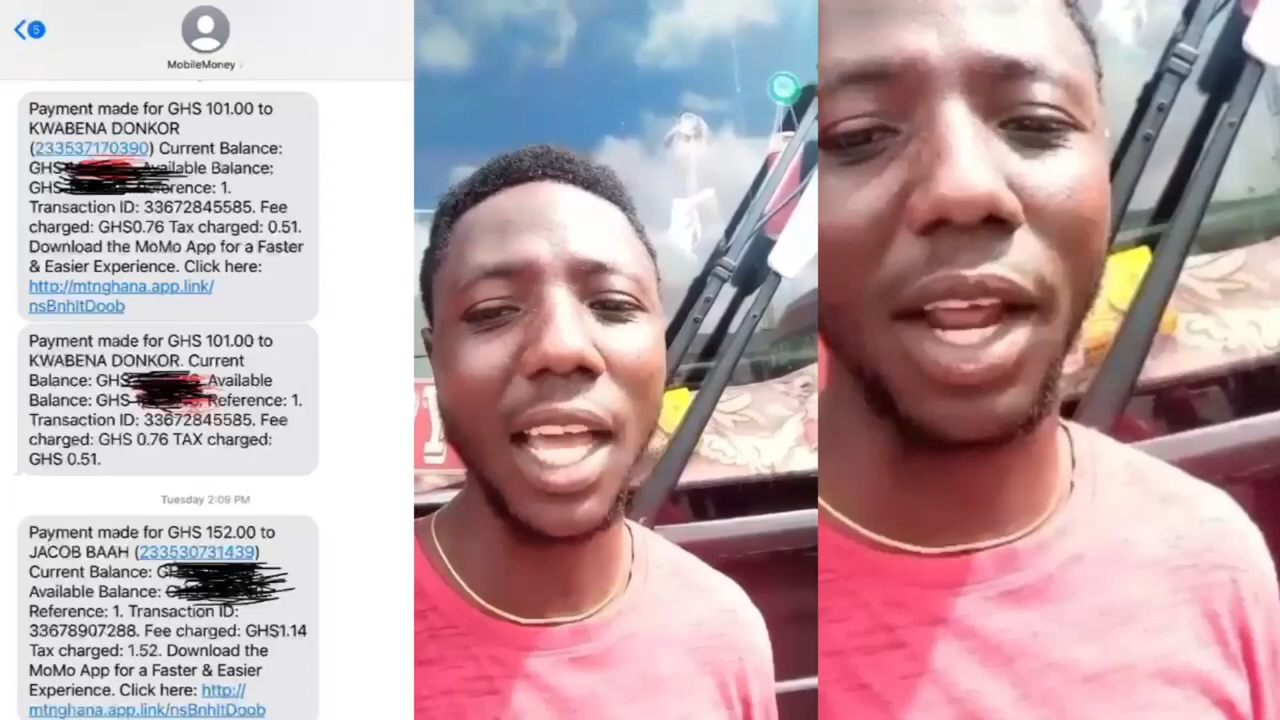 5
MobileMoney
Payment made for GHS 101.00 to
KWABENA DONKOR
(233537170390) Current Balance:
GHS Available Balance:
GHS Reference: 1.
Transaction ID: 33672845585. Fee
charged: GHS0.76 Tax charged: 0.51.
Download the MoMo App for a Faster
& Easier Experience. Click here:
http://mtnghana.app.link/
nsBnhItDoob
Payment made for GHS 101.00 to
KWABENA DONKOR. Current
Balance: GHS Available
Balance: GHS Reference: 1.
Transaction ID: 33672845585. Fee
charged: GHS 0.76 TAX charged:
GHS 0.51.
Tuesday 2:09 PM
Payment made for GHS 152.00 to
JACOB BAAH (233530731439)
Current Balance:
Available Balance:
Reference: 1. Transaction ID:
33678907288. Fee charged: GHS1.14
Tax charged: 1.52. Download the
MoMo App for a Faster & Easier
Experience. Click here: http://
mtnghana.app.link/nsBnhItDoob